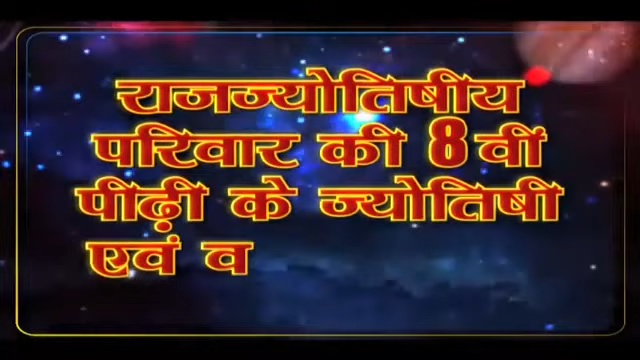 राजज्योतिषीय
परिवार की 8 वीं
पीढ़ी के ज्योतिषी
एवं व